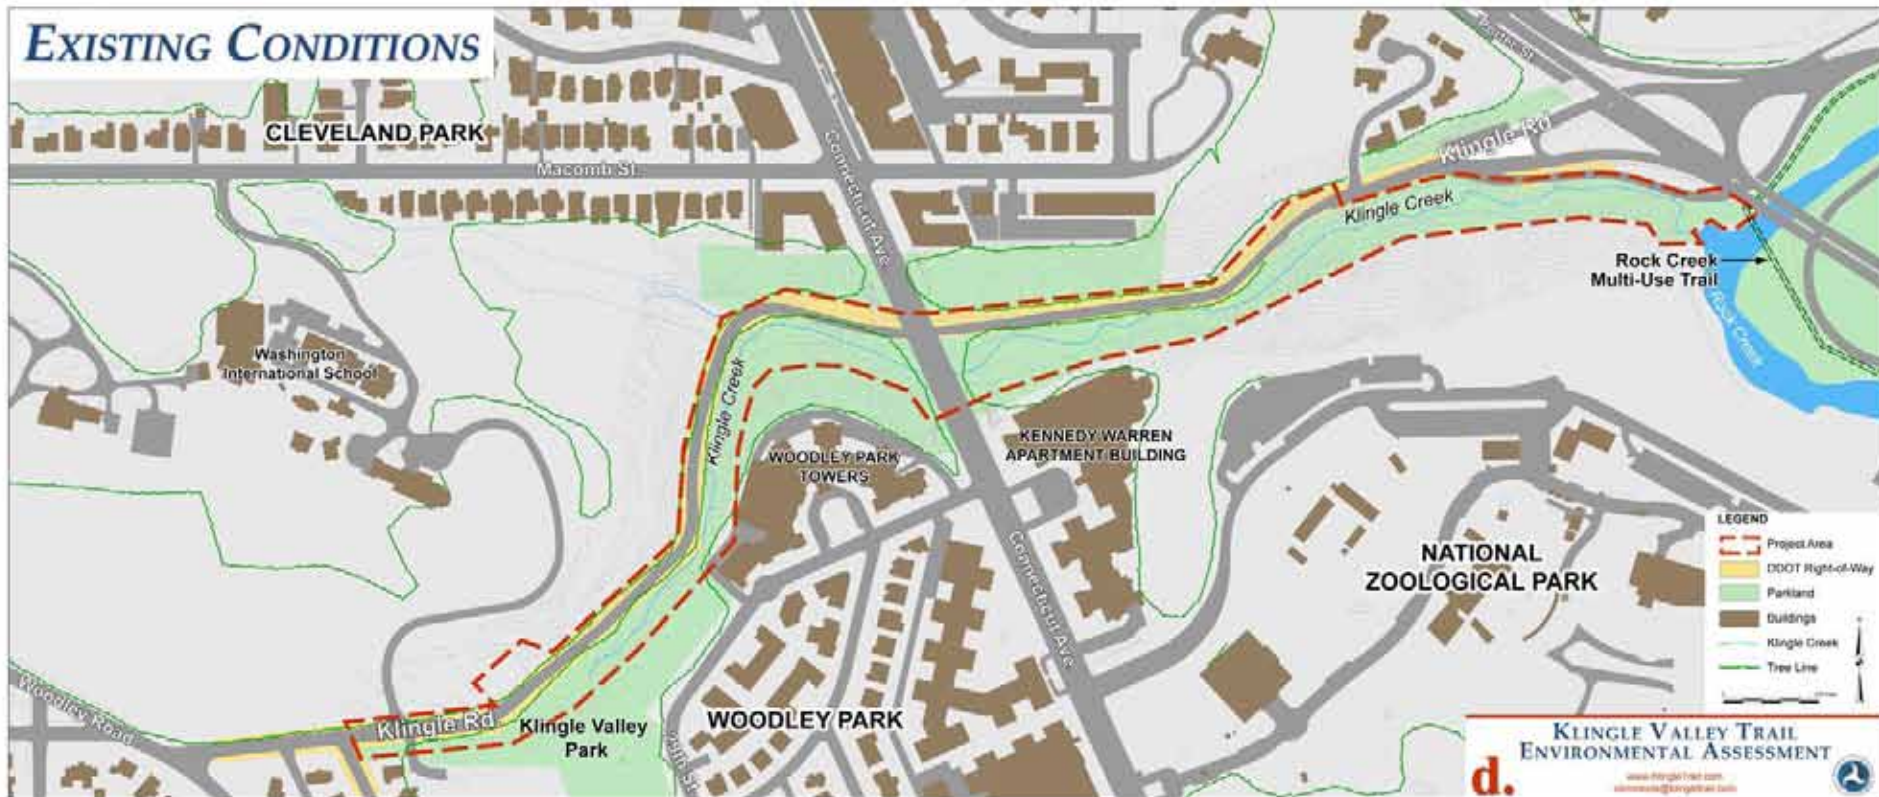 EXISTING CONDITIONS
CLEVELAND PARK
Macomb St.
Connecticut Ave
Porter St.
Klingle Rd
Klingle Creek
Rock Creek
Multi-Use Trail
Rock Creek
Washington
International School
Klingle Creek
WOODLEY PARK
TOWERS
KENNEDY WARREN
APARTMENT BUILDING
Connecticut Ave
NATIONAL
ZOOLOGICAL PARK
Woodley Road
Klingle Rd
Klingle Valley
Park
WOODLEY PARK
LEGEND
Project Area
DDOT Right-of-Way
Parkland
Buildings
Klingle Creek
Tree Line
KLINGLE VALLEY TRAIL
ENVIRONMENTAL ASSESSMENT
d.